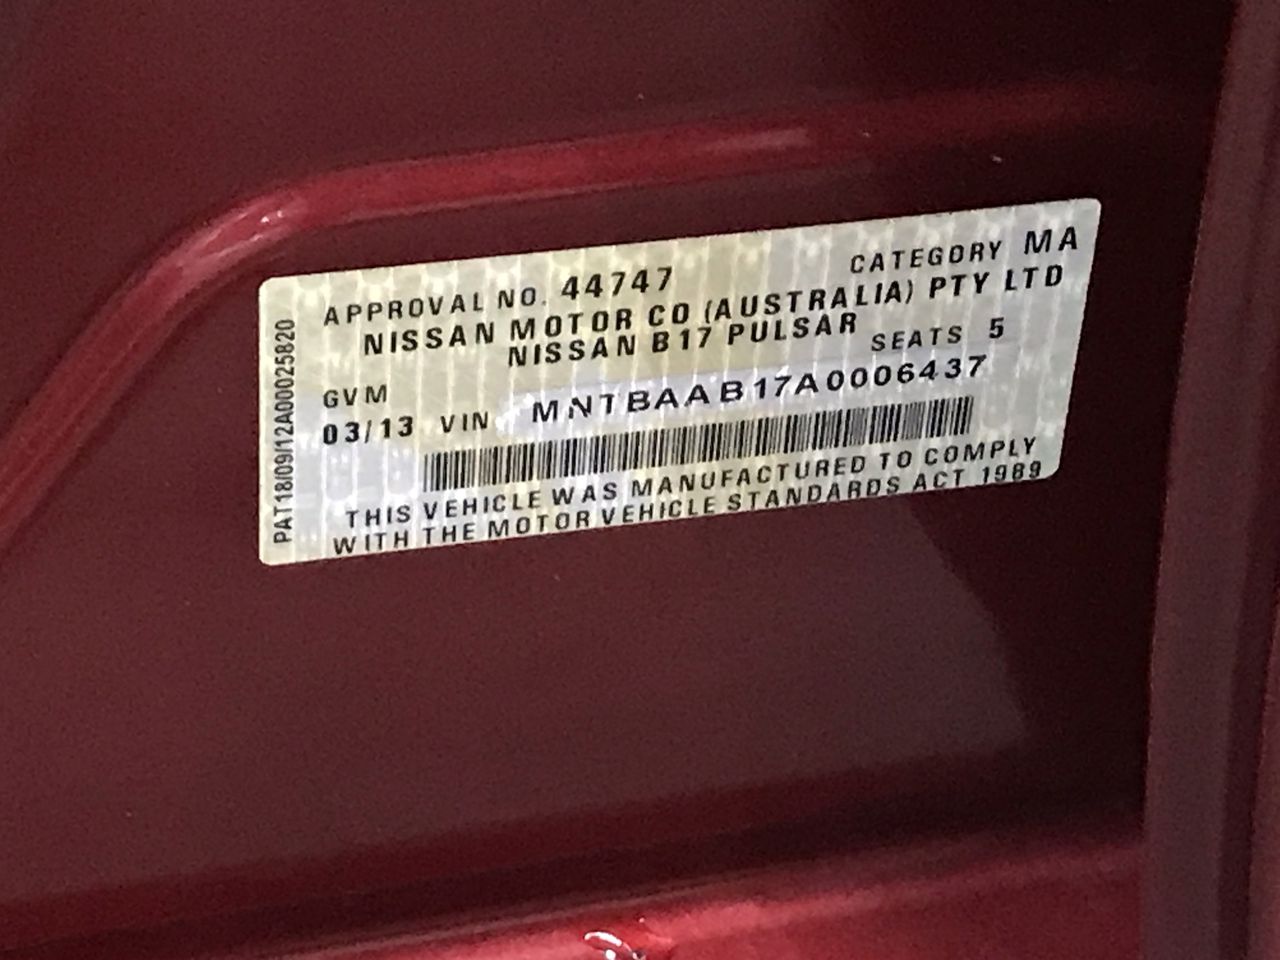 APPROVAL NO. 44747 CATEGORY MA
NISSAN MOTOR CO (AUSTRALIA) PTY LTD
NISSAN B17 PULSAR SEATS 5
GVM
03/13 VIN MNTBAAB17A0006437
THIS VEHICLE WAS MANUFACTURED TO COMPLY
WITH THE MOTOR VEHICLE STANDARDS ACT 1989
PAT18/09/12A00025820